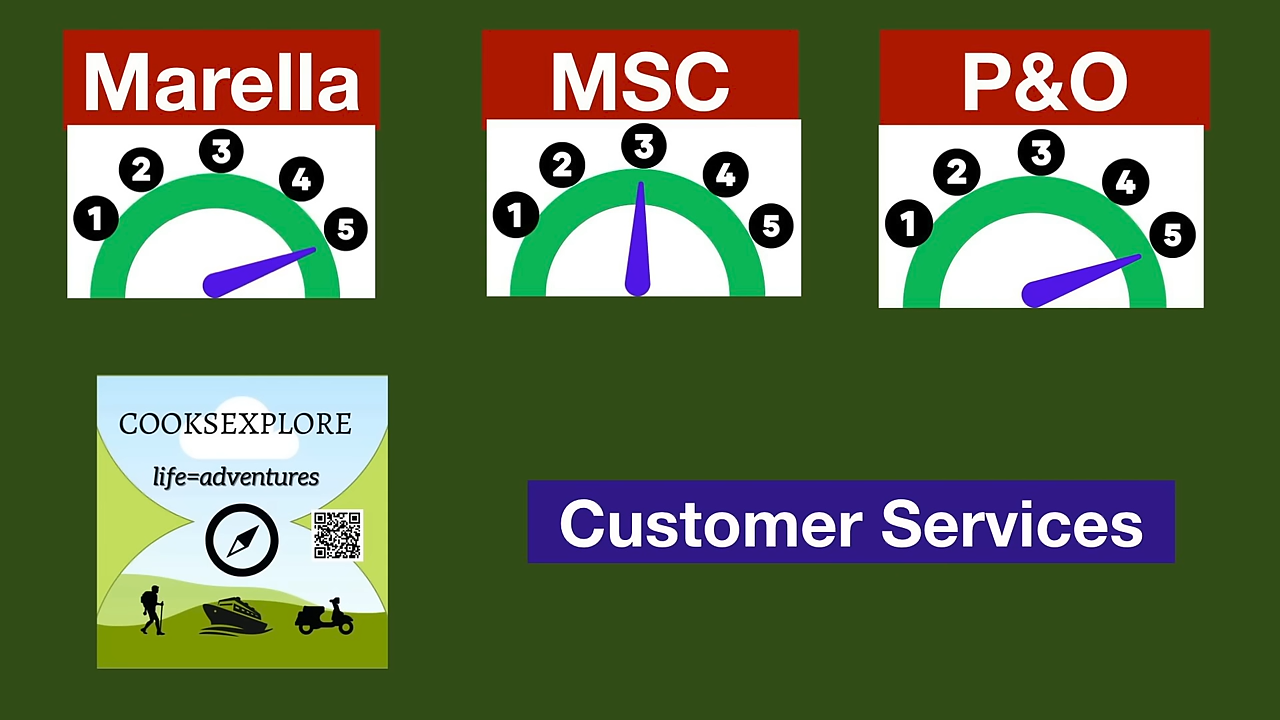 Marella
MSC
P&O
1 2 3 4 5
1 2 3 4 5
1 2 3 4 5
COOKSEXPLORE
life=adventures
Customer Services